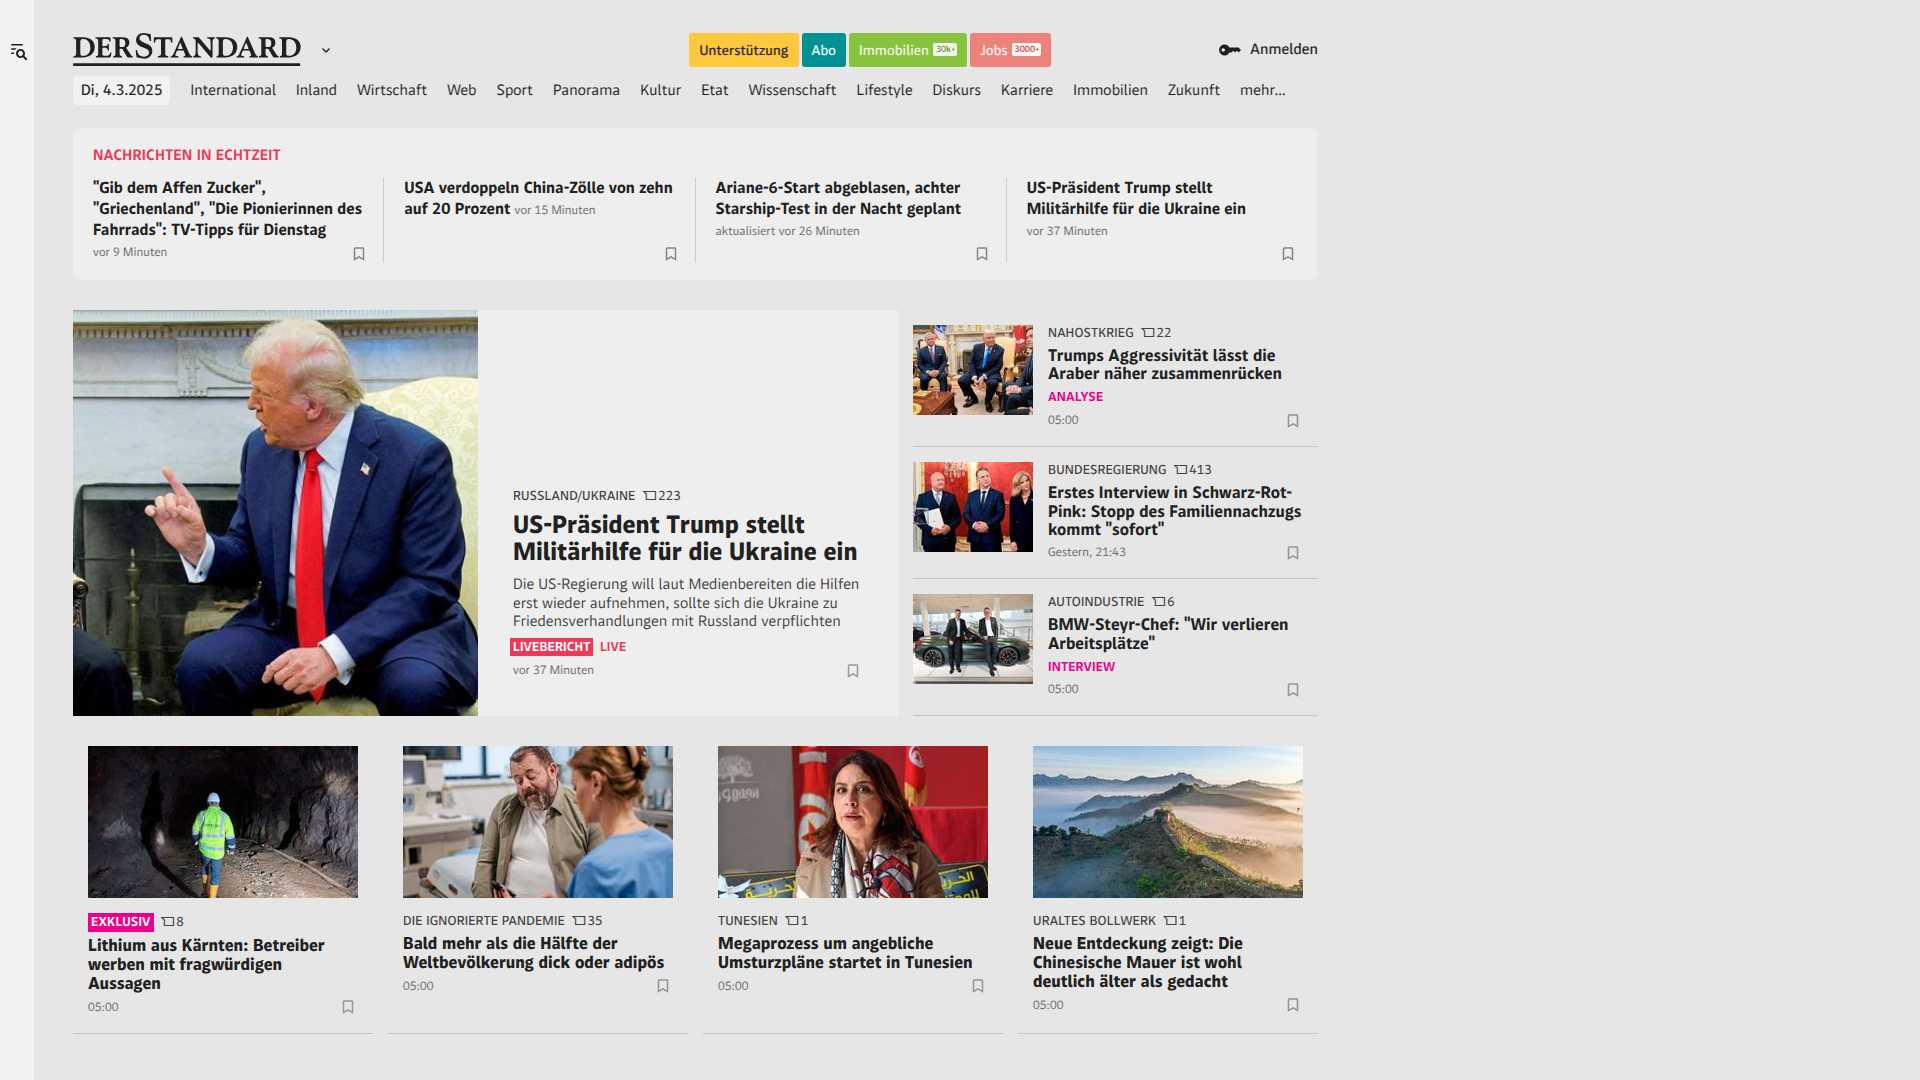 DERSTANDARD
Unterstützung
Abo
Immobilien 30k+
Jobs 3000+
Anmelden
Di, 4.3.2025
International
Inland
Wirtschaft
Web
Sport
Panorama
Kultur
Etat
Wissenschaft
Lifestyle
Diskurs
Karriere
Immobilien
Zukunft
mehr...
NACHRICHTEN IN ECHTZEIT
"Gib dem Affen Zucker",
"Griechenland", "Die Pionierinnen des
Fahrrads": TV-Tipps für Dienstag
vor 9 Minuten
USA verdoppeln China-Zölle von zehn
auf 20 Prozent vor 15 Minuten
Ariane-6-Start abgeblasen, achter
Starship-Test in der Nacht geplant
aktualisiert vor 26 Minuten
US-Präsident Trump stellt
Militärhilfe für die Ukraine ein
vor 37 Minuten
RUSSLAND/UKRAINE 223
US-Präsident Trump stellt
Militärhilfe für die Ukraine ein
Die US-Regierung will laut Medienbereiten die Hilfen
erst wieder aufnehmen, sollte sich die Ukraine zu
Friedensverhandlungen mit Russland verpflichten
LIVEBERICHT LIVE
vor 37 Minuten
NAHOSTKRIEG 22
Trumps Aggressivität lässt die
Araber näher zusammenrücken
ANALYSE
05:00
BUNDESREGIERUNG 413
Erstes Interview in Schwarz-Rot-
Pink: Stopp des Familiennachzugs
kommt "sofort"
Gestern, 21:43
AUTOINDUSTRIE 6
BMW-Steyr-Chef: "Wir verlieren
Arbeitsplätze"
INTERVIEW
05:00
EXKLUSIV 8
Lithium aus Kärnten: Betreiber
werben mit fragwürdigen
Aussagen
05:00
DIE IGNORIERTE PANDEMIE 35
Bald mehr als die Hälfte der
Weltbevölkerung dick oder adipös
05:00
TUNESIEN 1
Megaprozess um angebliche
Umsturzpläne startet in Tunesien
05:00
URALTES BOLLWERK 1
Neue Entdeckung zeigt: Die
Chinesische Mauer ist wohl
deutlich älter als gedacht
05:00